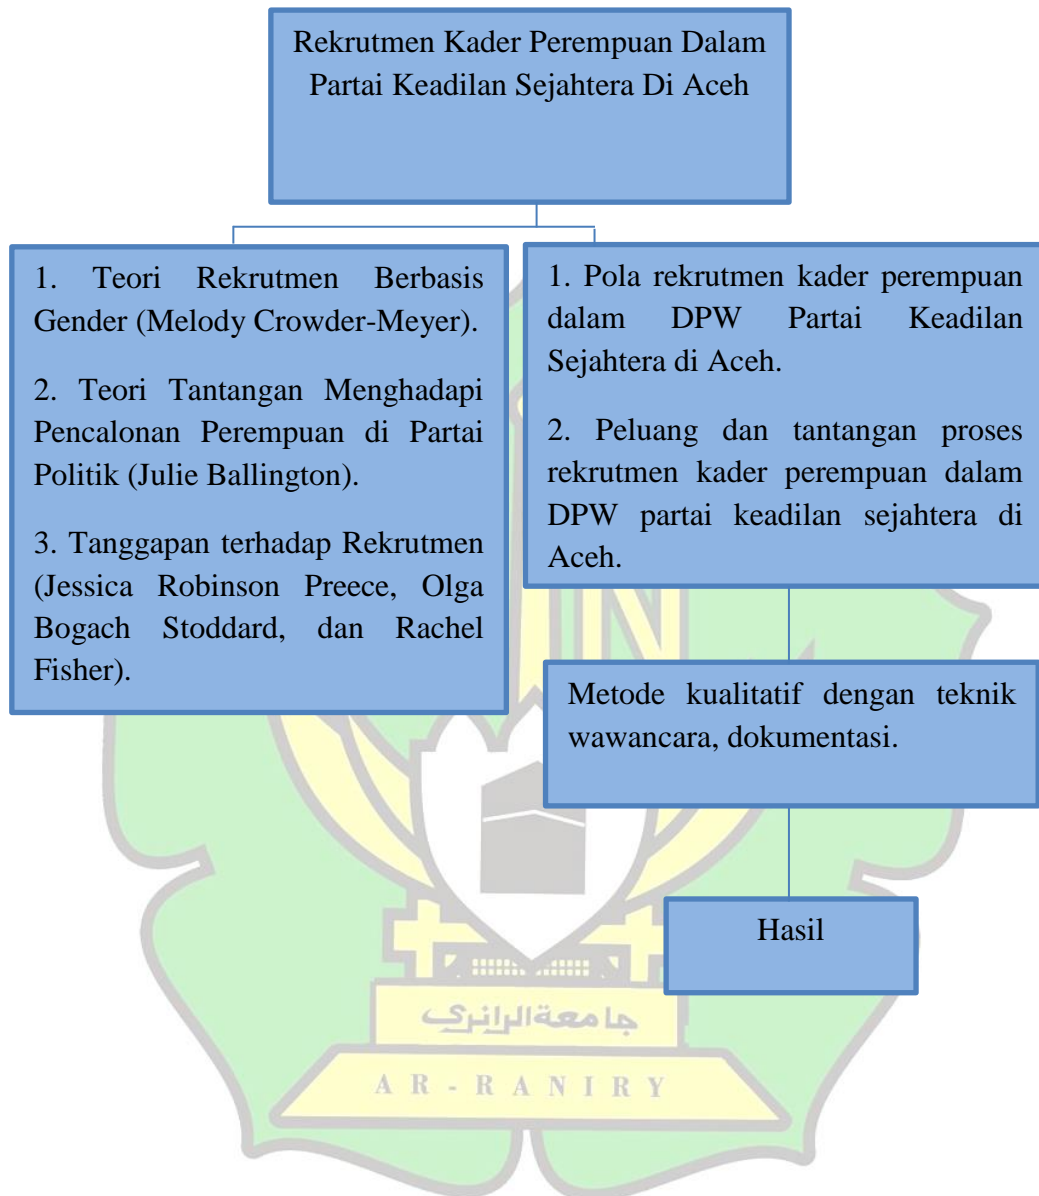 Rekrutmen Kader Perempuan Dalam
Partai Keadilan Sejahtera Di Aceh
1. Teori Rekrutmen Berbasis
Gender (Melody Crowder-Meyer).
2. Teori Tantangan Menghadapi
Pencalonan Perempuan di Partai
Politik (Julie Ballington).
3. Tanggapan terhadap Rekrutmen
(Jessica Robinson Preece, Olga
Bogach Stoddard, dan Rachel
Fisher).
1. Pola rekrutmen kader perempuan
dalam DPW Partai Keadilan
Sejahtera di Aceh.
2. Peluang dan tantangan proses
rekrutmen kader perempuan dalam
DPW partai keadilan sejahtera di
Aceh.
Metode kualitatif dengan teknik
wawancara, dokumentasi.
Hasil
جامعة الرانري
AR-RANIRY